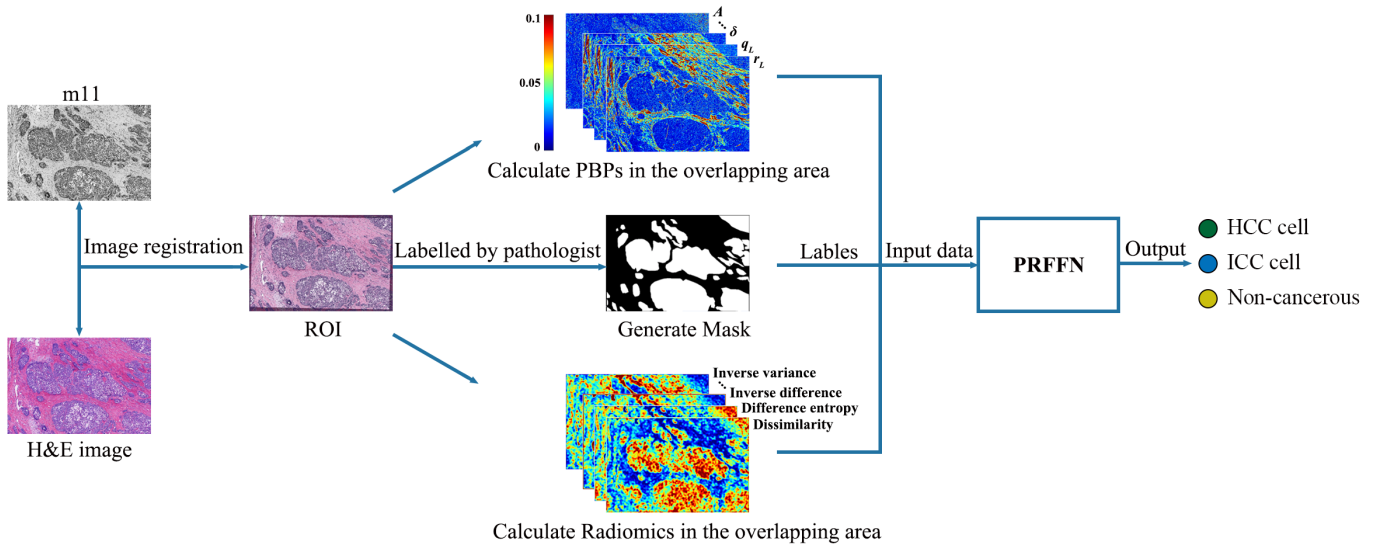 m11
H&E image
Image registration
ROI
0.1
0.05
0
A
δ
q_L
r_L
Calculate PBPs in the overlapping area
Labelled by pathologist
Generate Mask
Inverse variance
Inverse difference
Difference entropy
Dissimilarity
Calculate Radiomics in the overlapping area
Lables
Input data
PRFFN
Output
HCC cell
ICC cell
Non-cancerous